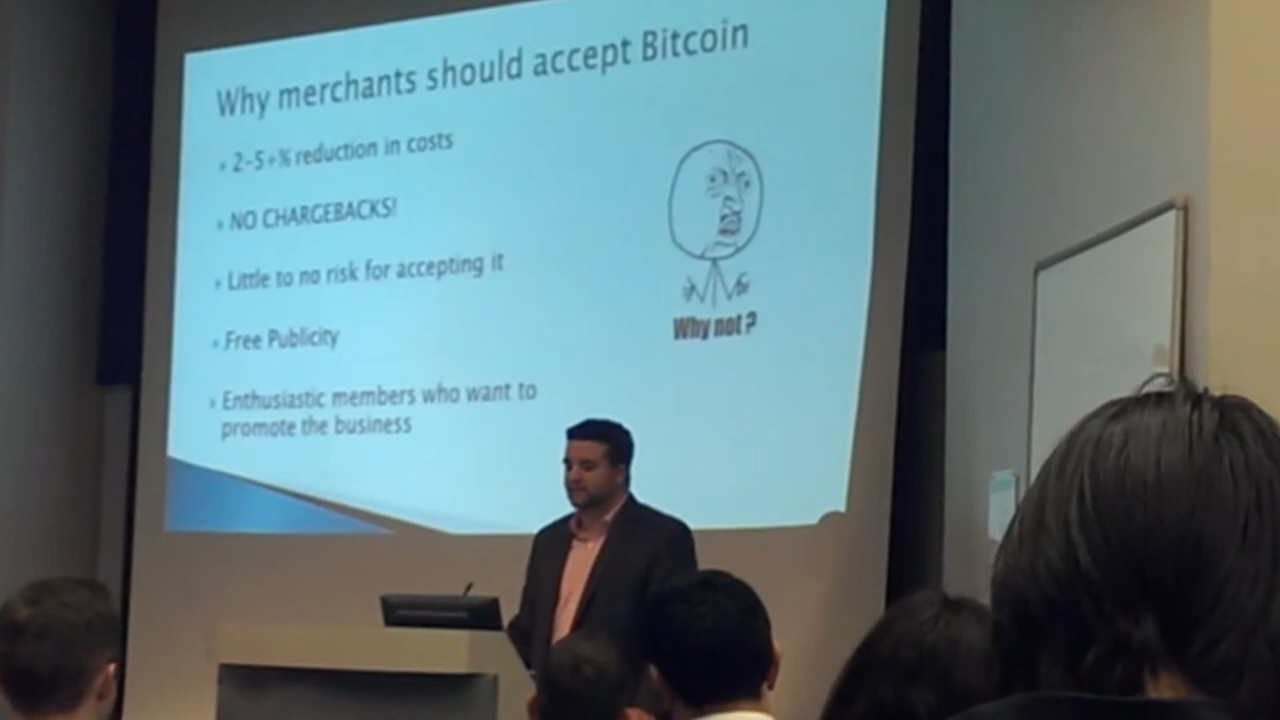 Why merchants should accept Bitcoin
2-5+% reduction in costs
NO CHARGEBACKS!
Little to no risk for accepting it
Free Publicity
Enthusiastic members who want to
promote the business
Why not?